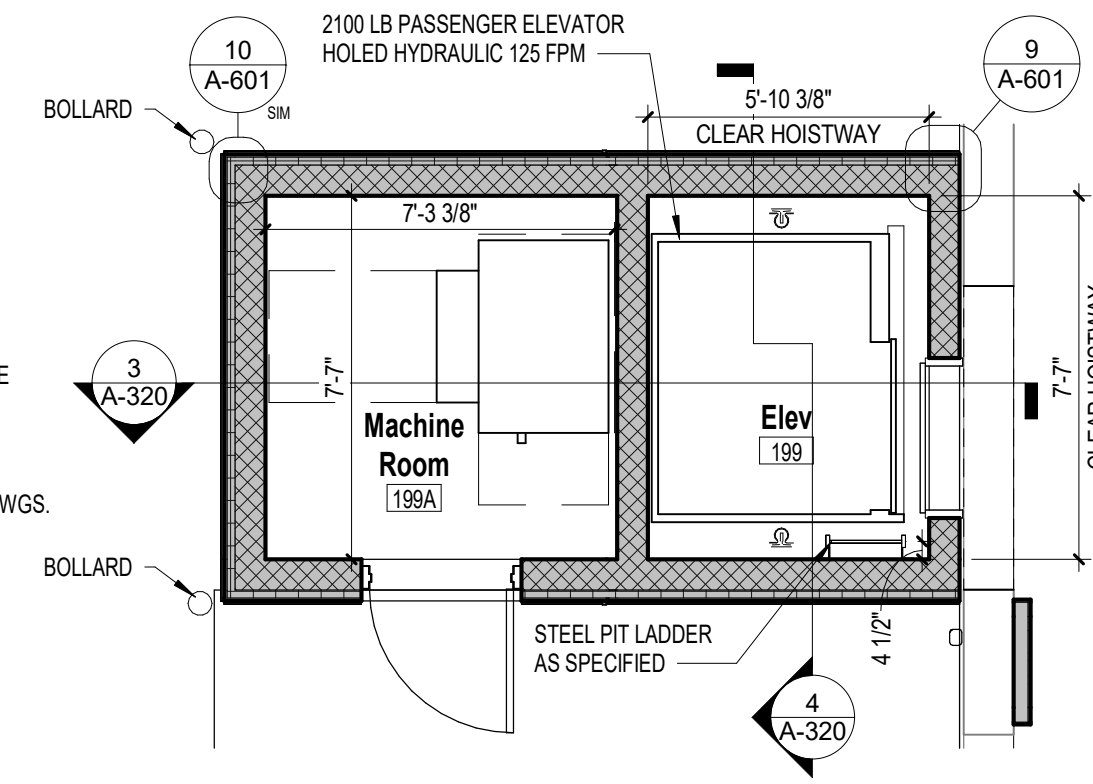 2100 LB PASSENGER ELEVATOR
HOLED HYDRAULIC 125 FPM
10
A-601
SIM
9
A-601
BOLLARD
5'-10 3/8"
CLEAR HOISTWAY
7'-3 3/8"
3
A-320
E
7'-7"
Machine
Room
199A
Elev
199
7'-7"
CLEAR HOISTWAY
WGS.
BOLLARD
STEEL PIT LADDER
AS SPECIFIED
4 1/2"
4
A-320